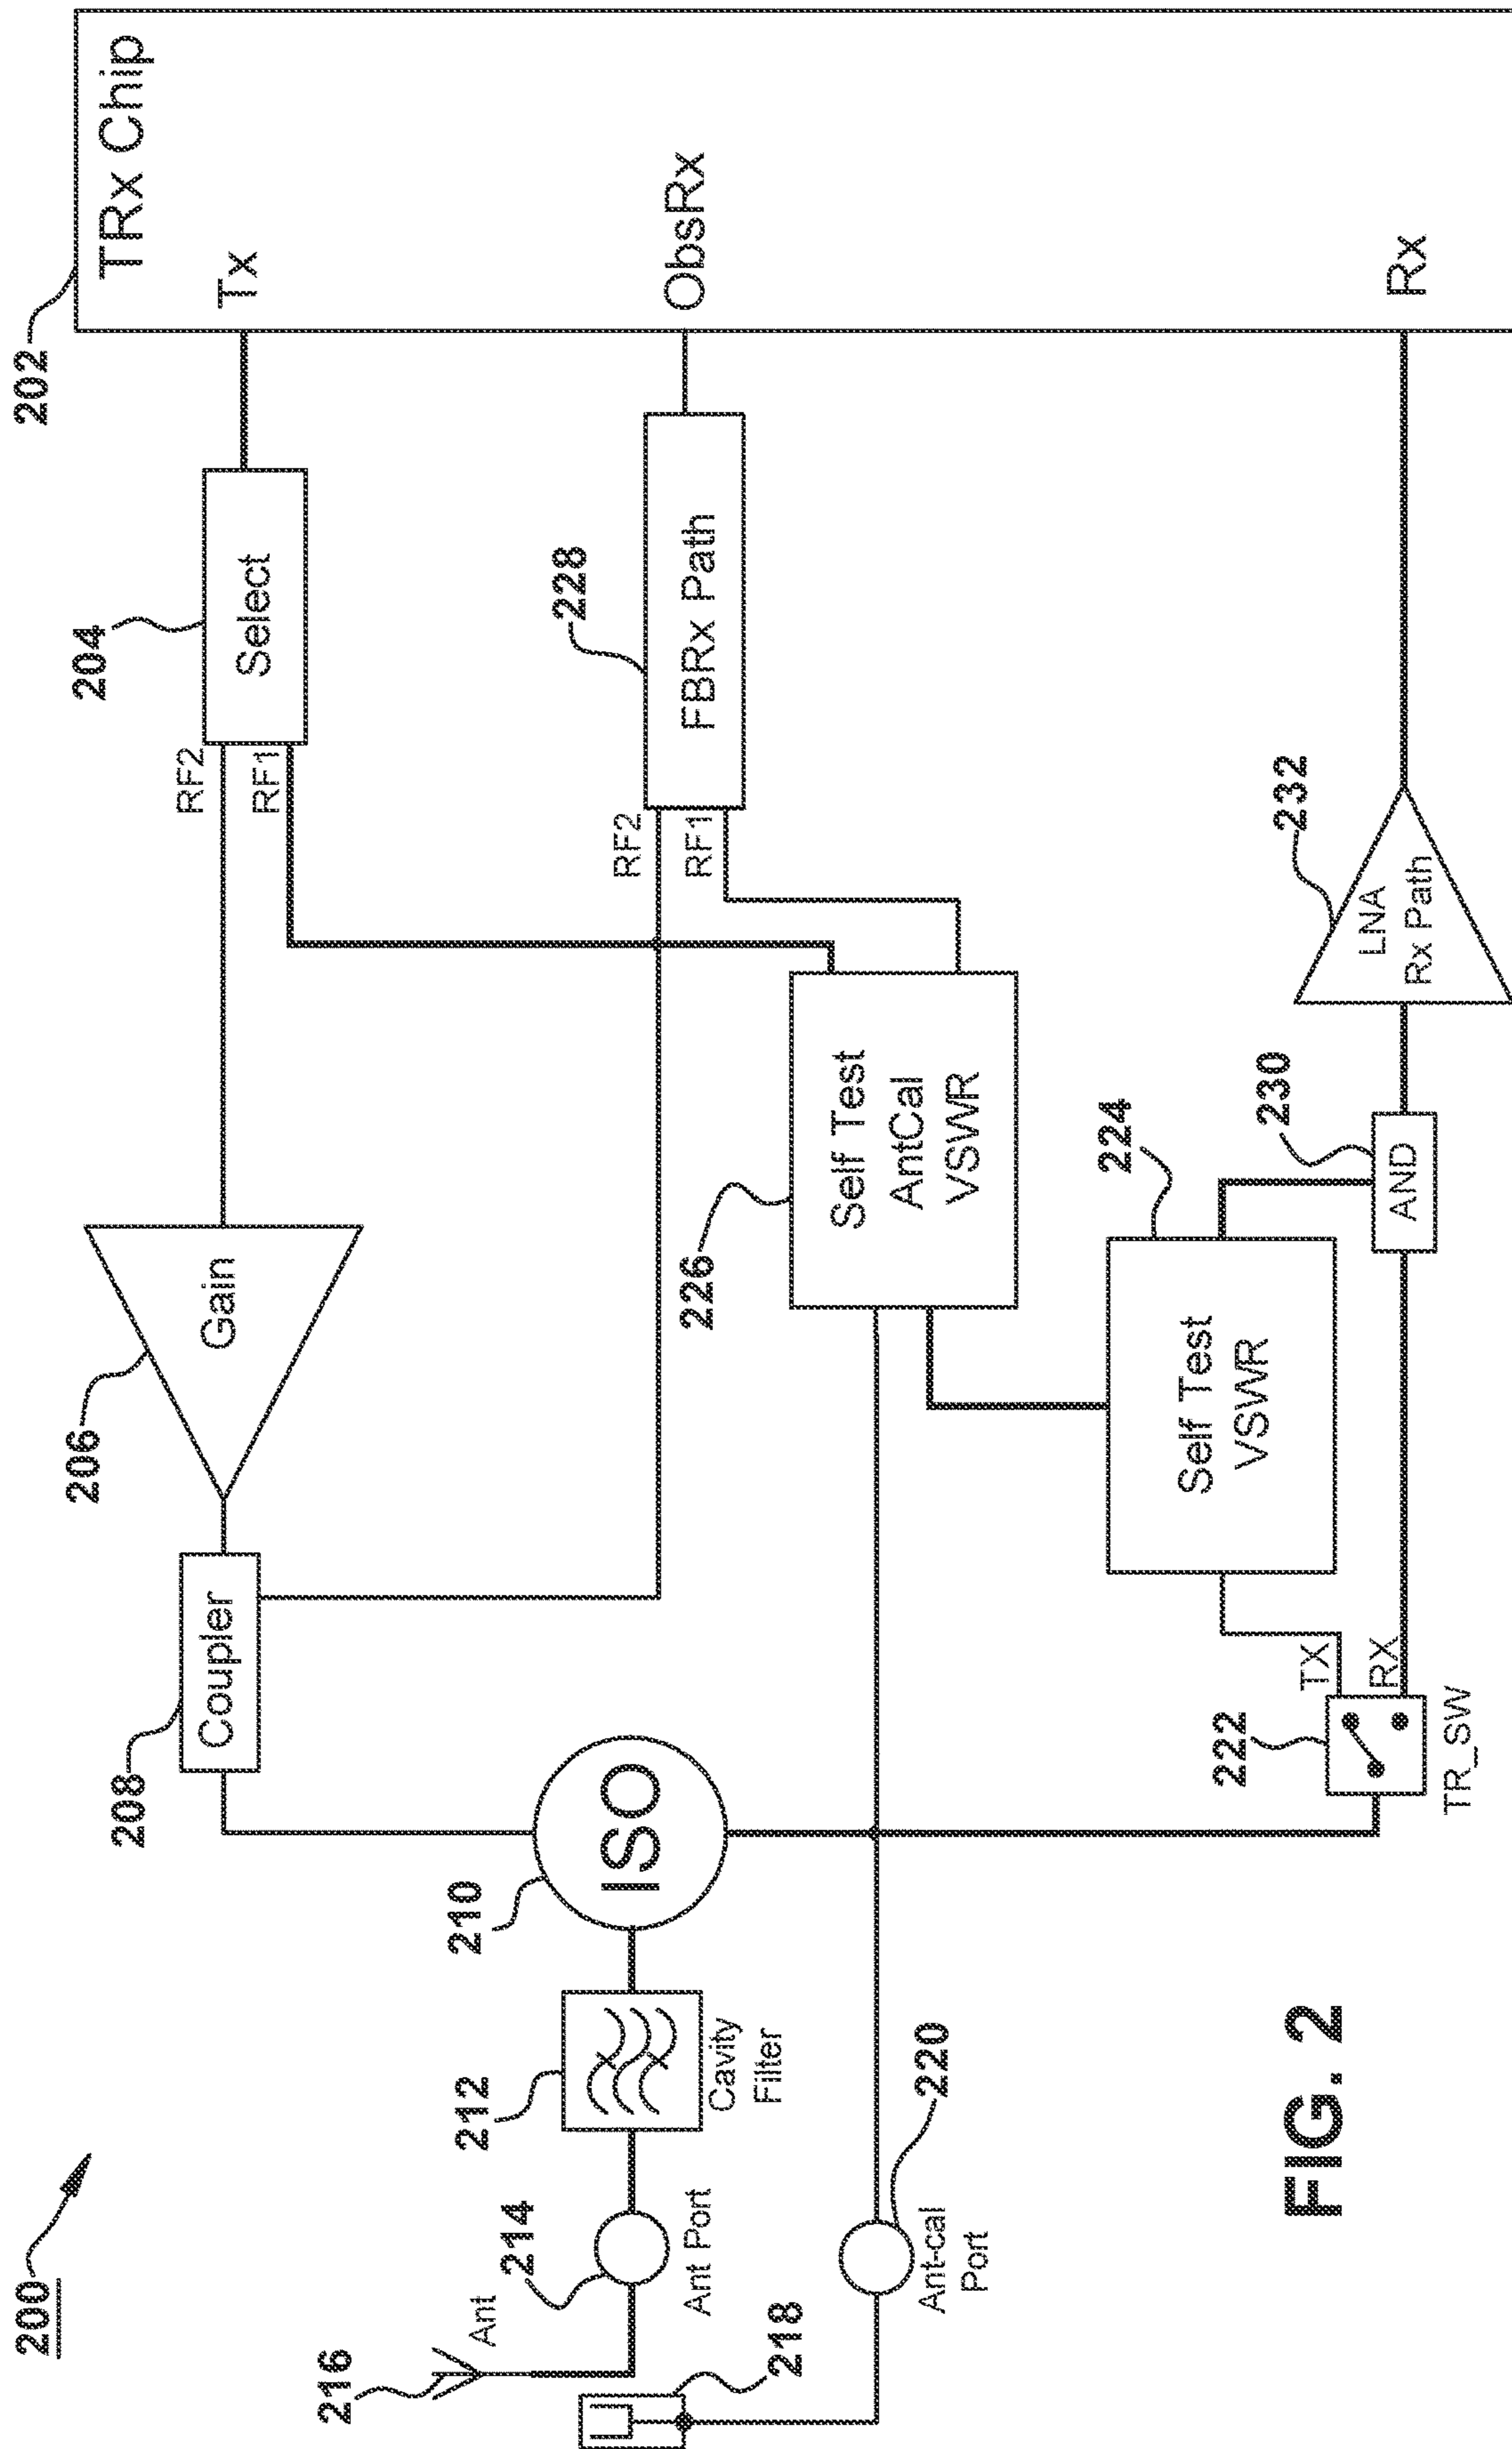 200
202
TRx Chip
Tx
ObsRx
Rx
204
Select
RF2
RF1
206
Gain
208
Coupler
228
FBRx Path
RF2
RF1
210
ISO
212
Cavity
Filter
214
Ant Port
216
Ant
218
220
Ant-cal
Port
226
Self Test
AntCal
VSWR
224
Self Test
VSWR
222
TX
RX
TR_SW
230
AND
232
LNA
Rx Path
FIG. 2